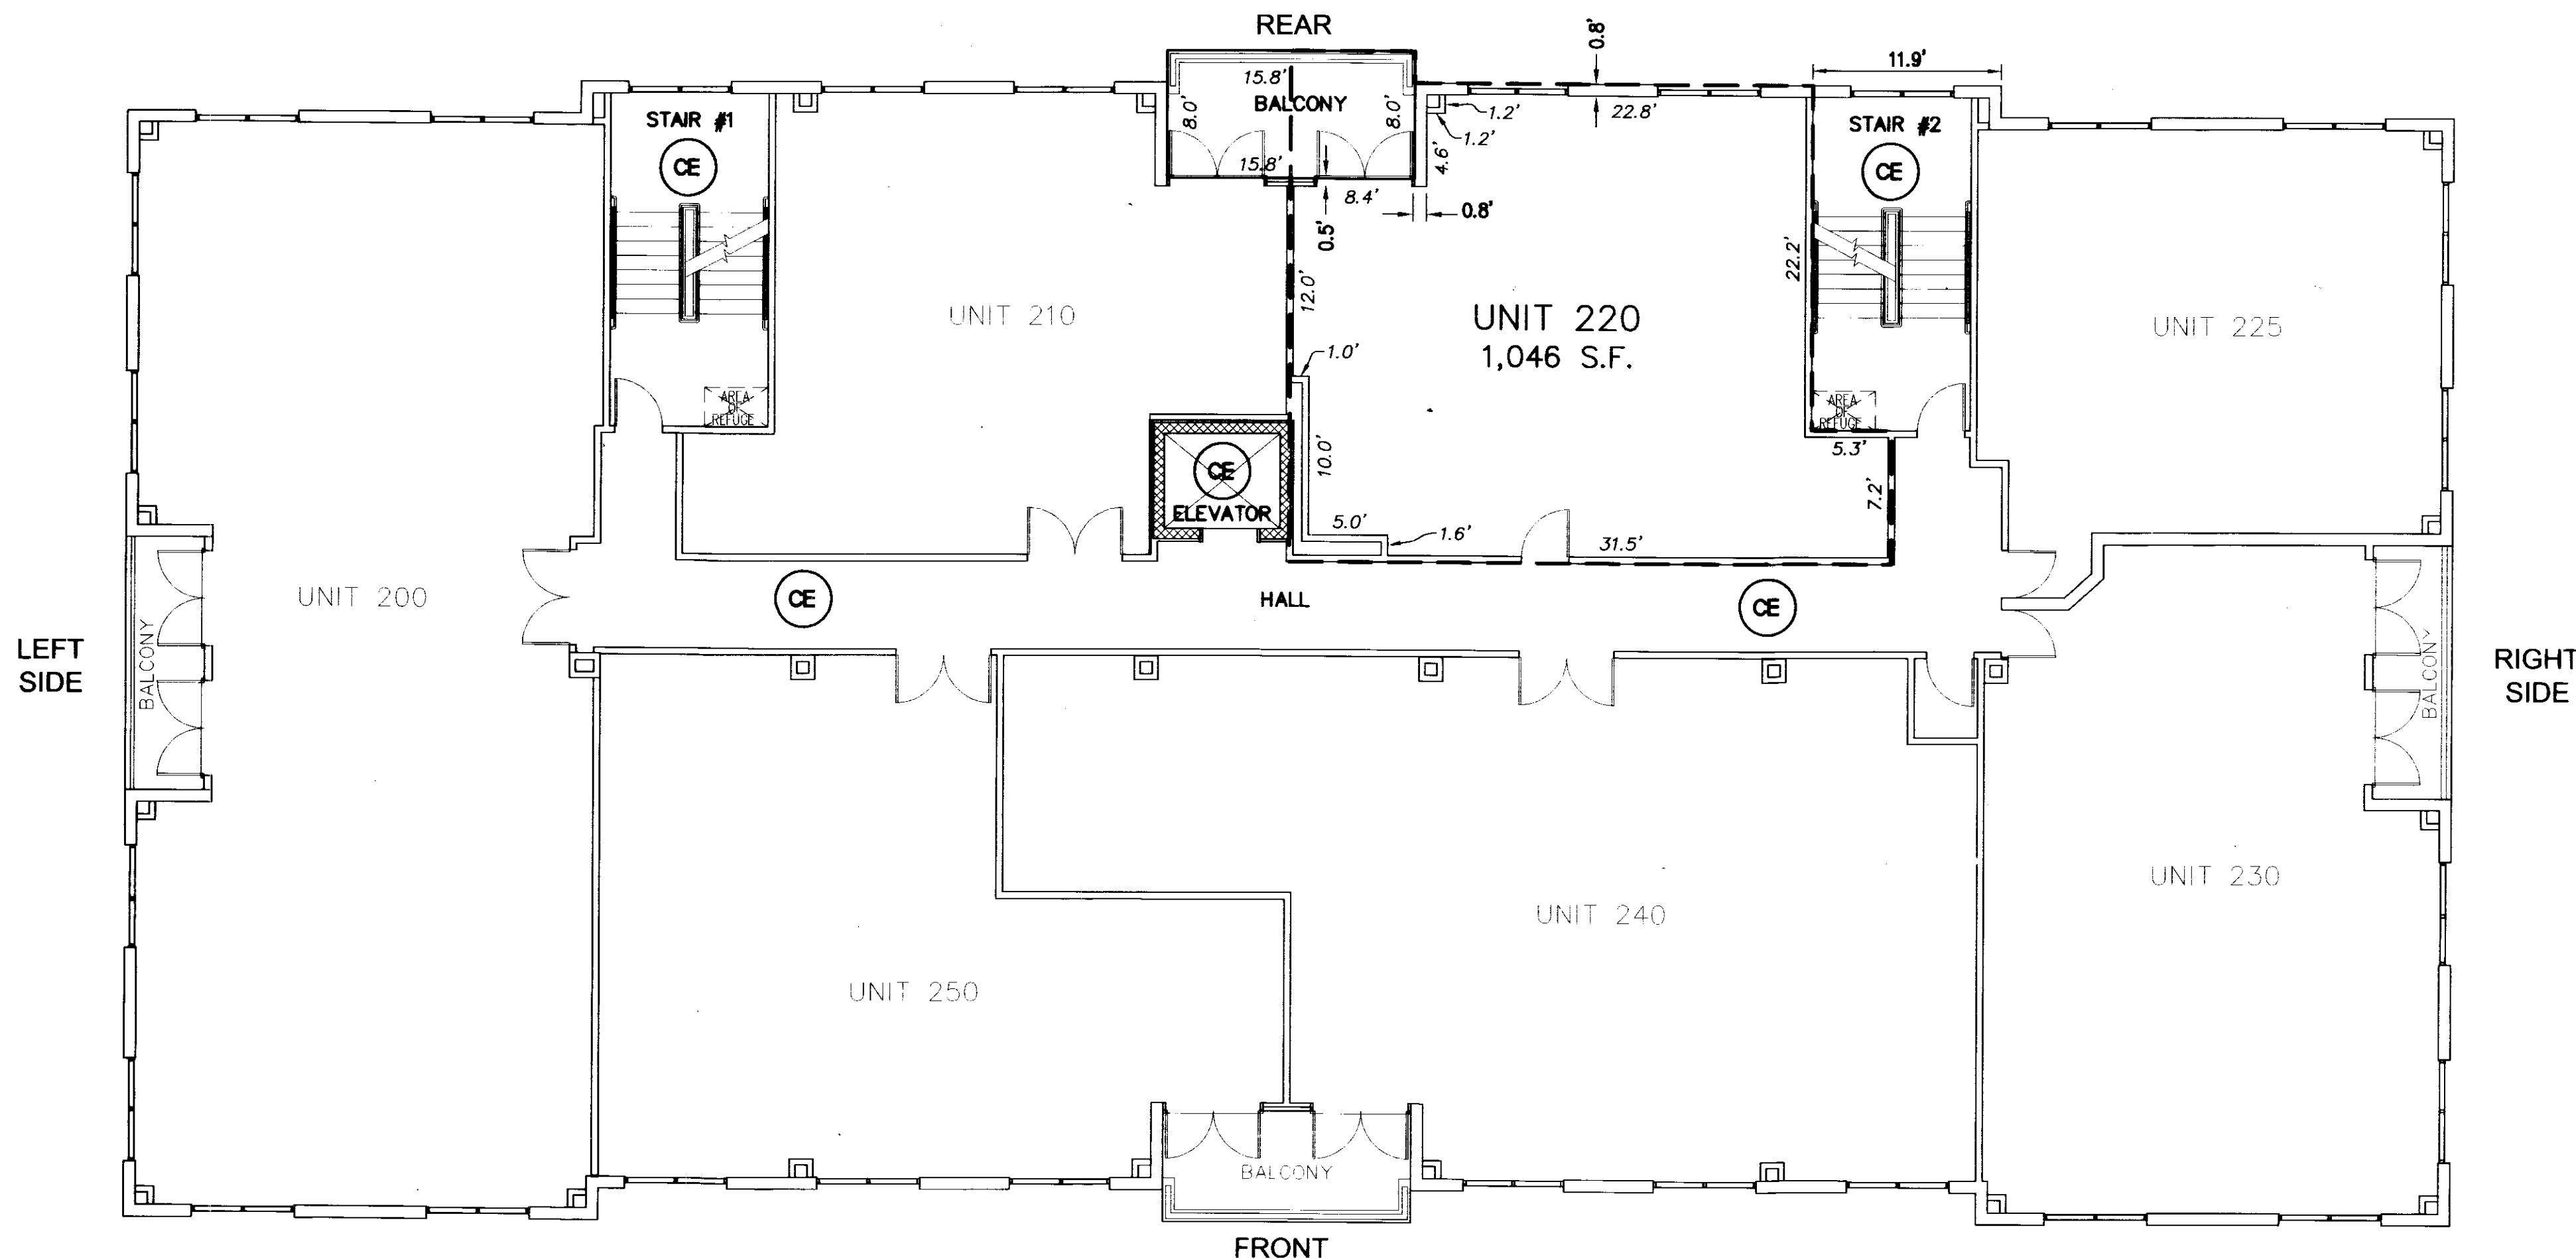 REAR
0.8'
11.9'
15.8'
BALCONY
8.0'
8.0'
15.8'
1.2'
1.2'
22.8'
4.6'
8.4'
0.5'
0.8'
STAIR #1
CE
STAIR #2
CE
22.2'
12.0'
UNIT 210
UNIT 220
1,046 S.F.
UNIT 225
1.0'
AREA
OF
REFUGE
AREA
OF
REFUGE
5.3'
10.0'
CE
ELEVATOR
7.2'
5.0'
1.6'
31.5'
UNIT 200
CE
HALL
CE
LEFT
SIDE
BALCONY
BALCONY
RIGHT
SIDE
UNIT 230
UNIT 240
UNIT 250
BALCONY
FRONT